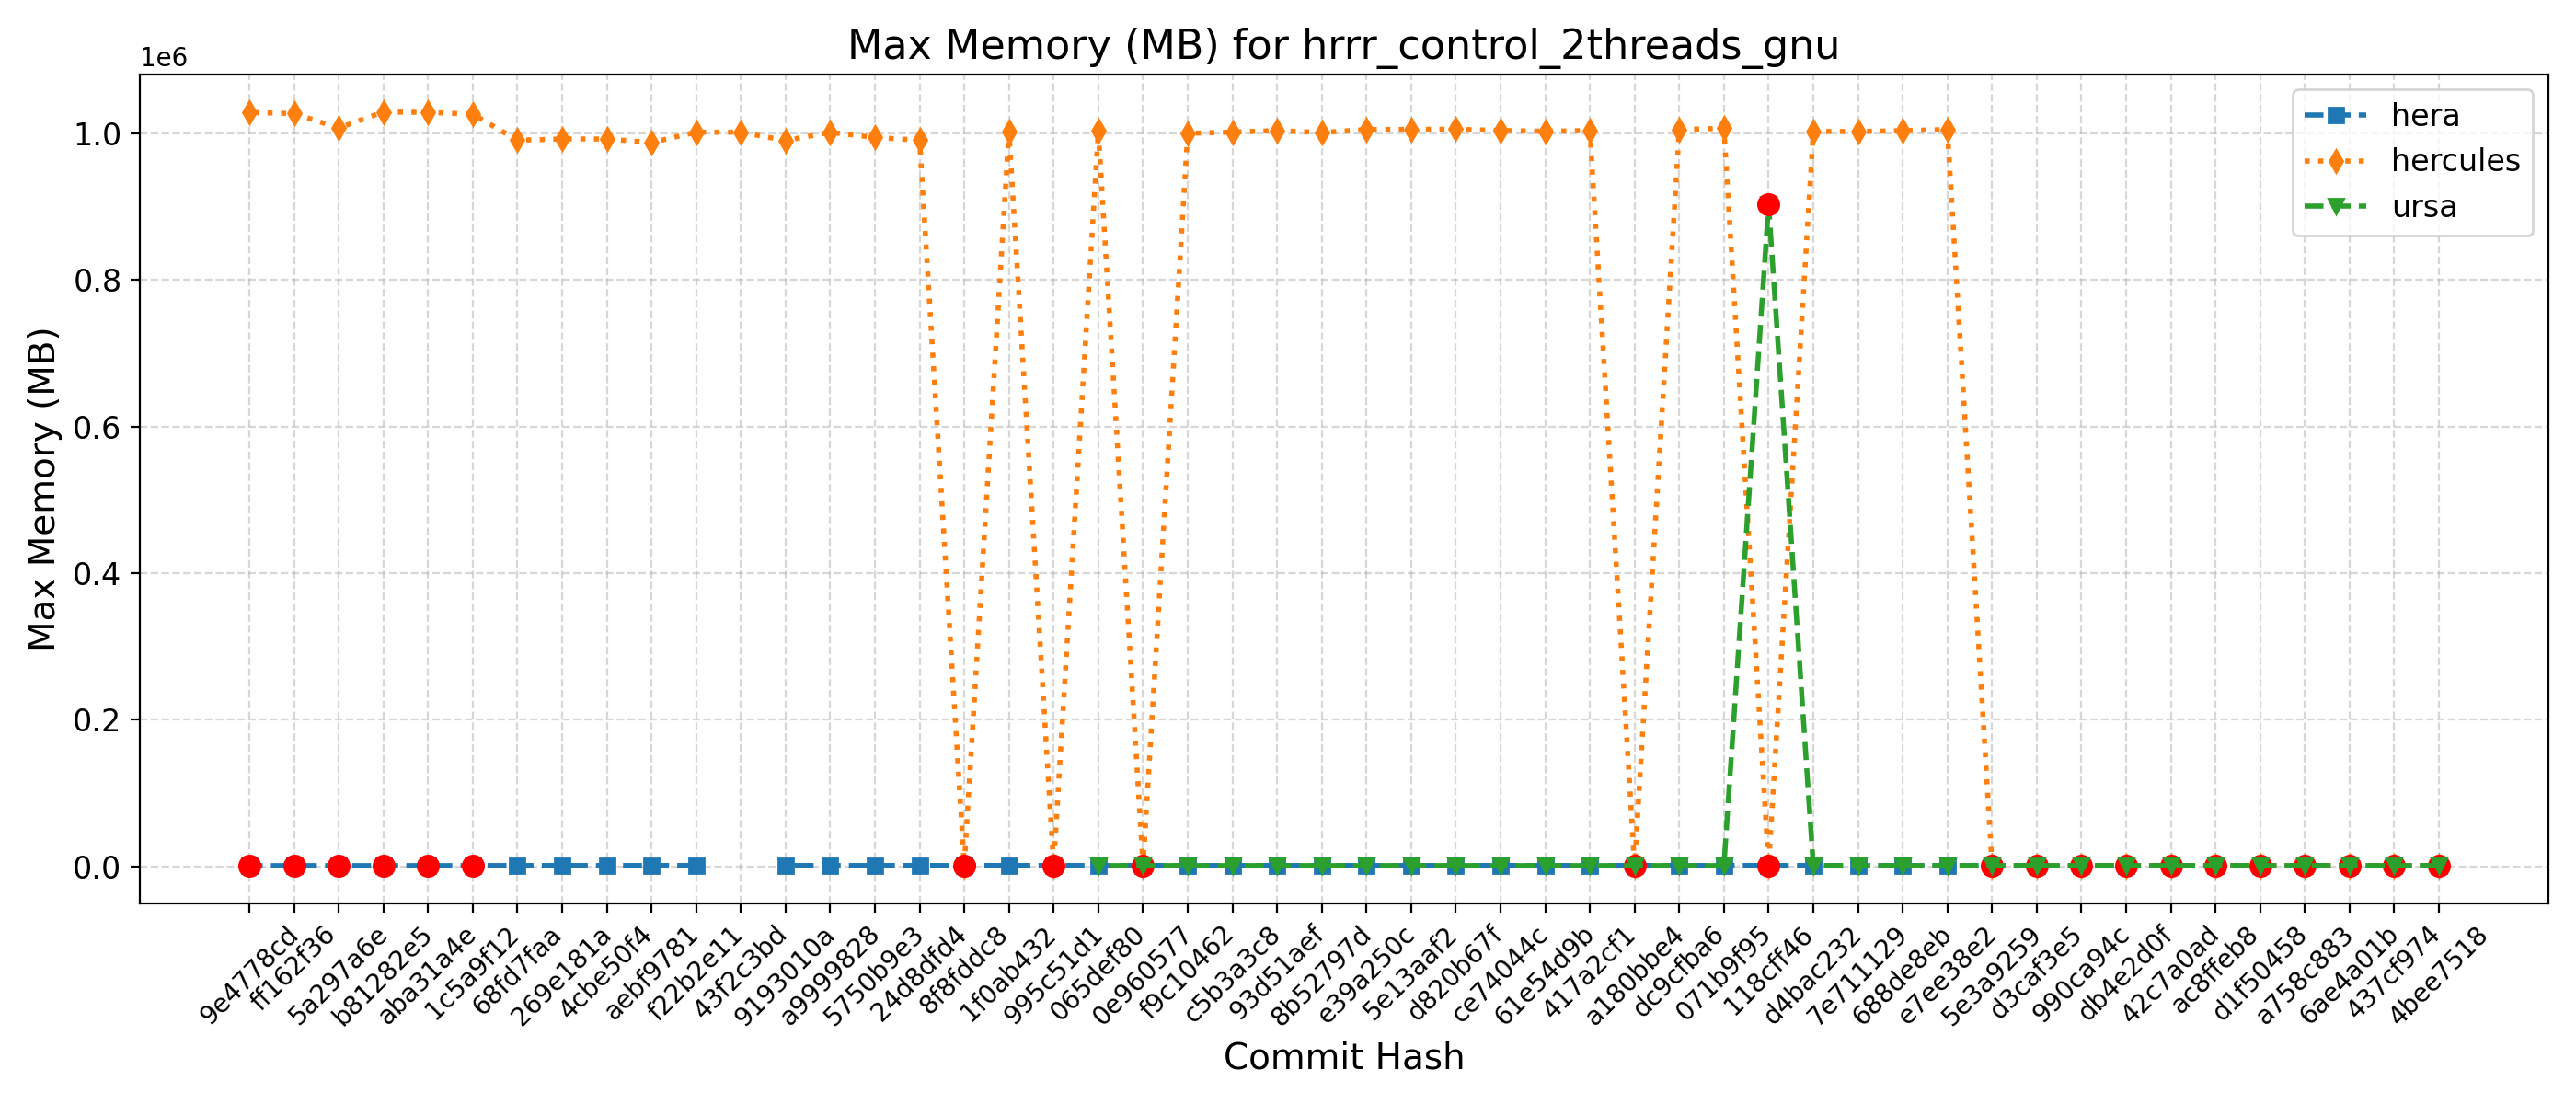 Max Memory (MB) for hrrr_control_2threads_gnu
1e6
1.0
0.8
0.6
0.4
0.2
0.0
Max Memory (MB)
hera
hercules
ursa
9e4778cd
ff162f36
5a297a6e
b81282e5
aba31a4e
1c5a9f12
68fd7faa
269e181a
4cbe50f4
aebf9781
f22b2e11
43f2c3bd
9193010a
a9999828
5750b9e3
24d8dfd4
8f8fddc8
1f0ab432
995c51d1
065def80
0e960577
f9c10462
c5b3a3c8
93d51aef
8b52797d
e39a250c
5e13aaf2
d820b67f
ce74044c
61e54d9b
417a2cf1
a180bbe4
dc9cfba6
071b9f95
118cff46
d4bac232
7e711129
688de8eb
e7ee38e2
5e3a9259
d3caf3e5
990ca94c
db4e2d0f
42c7a0ad
ac8ffeb8
d1f50458
a758c883
6ae4a01b
437cf974
4bee7518
Commit Hash